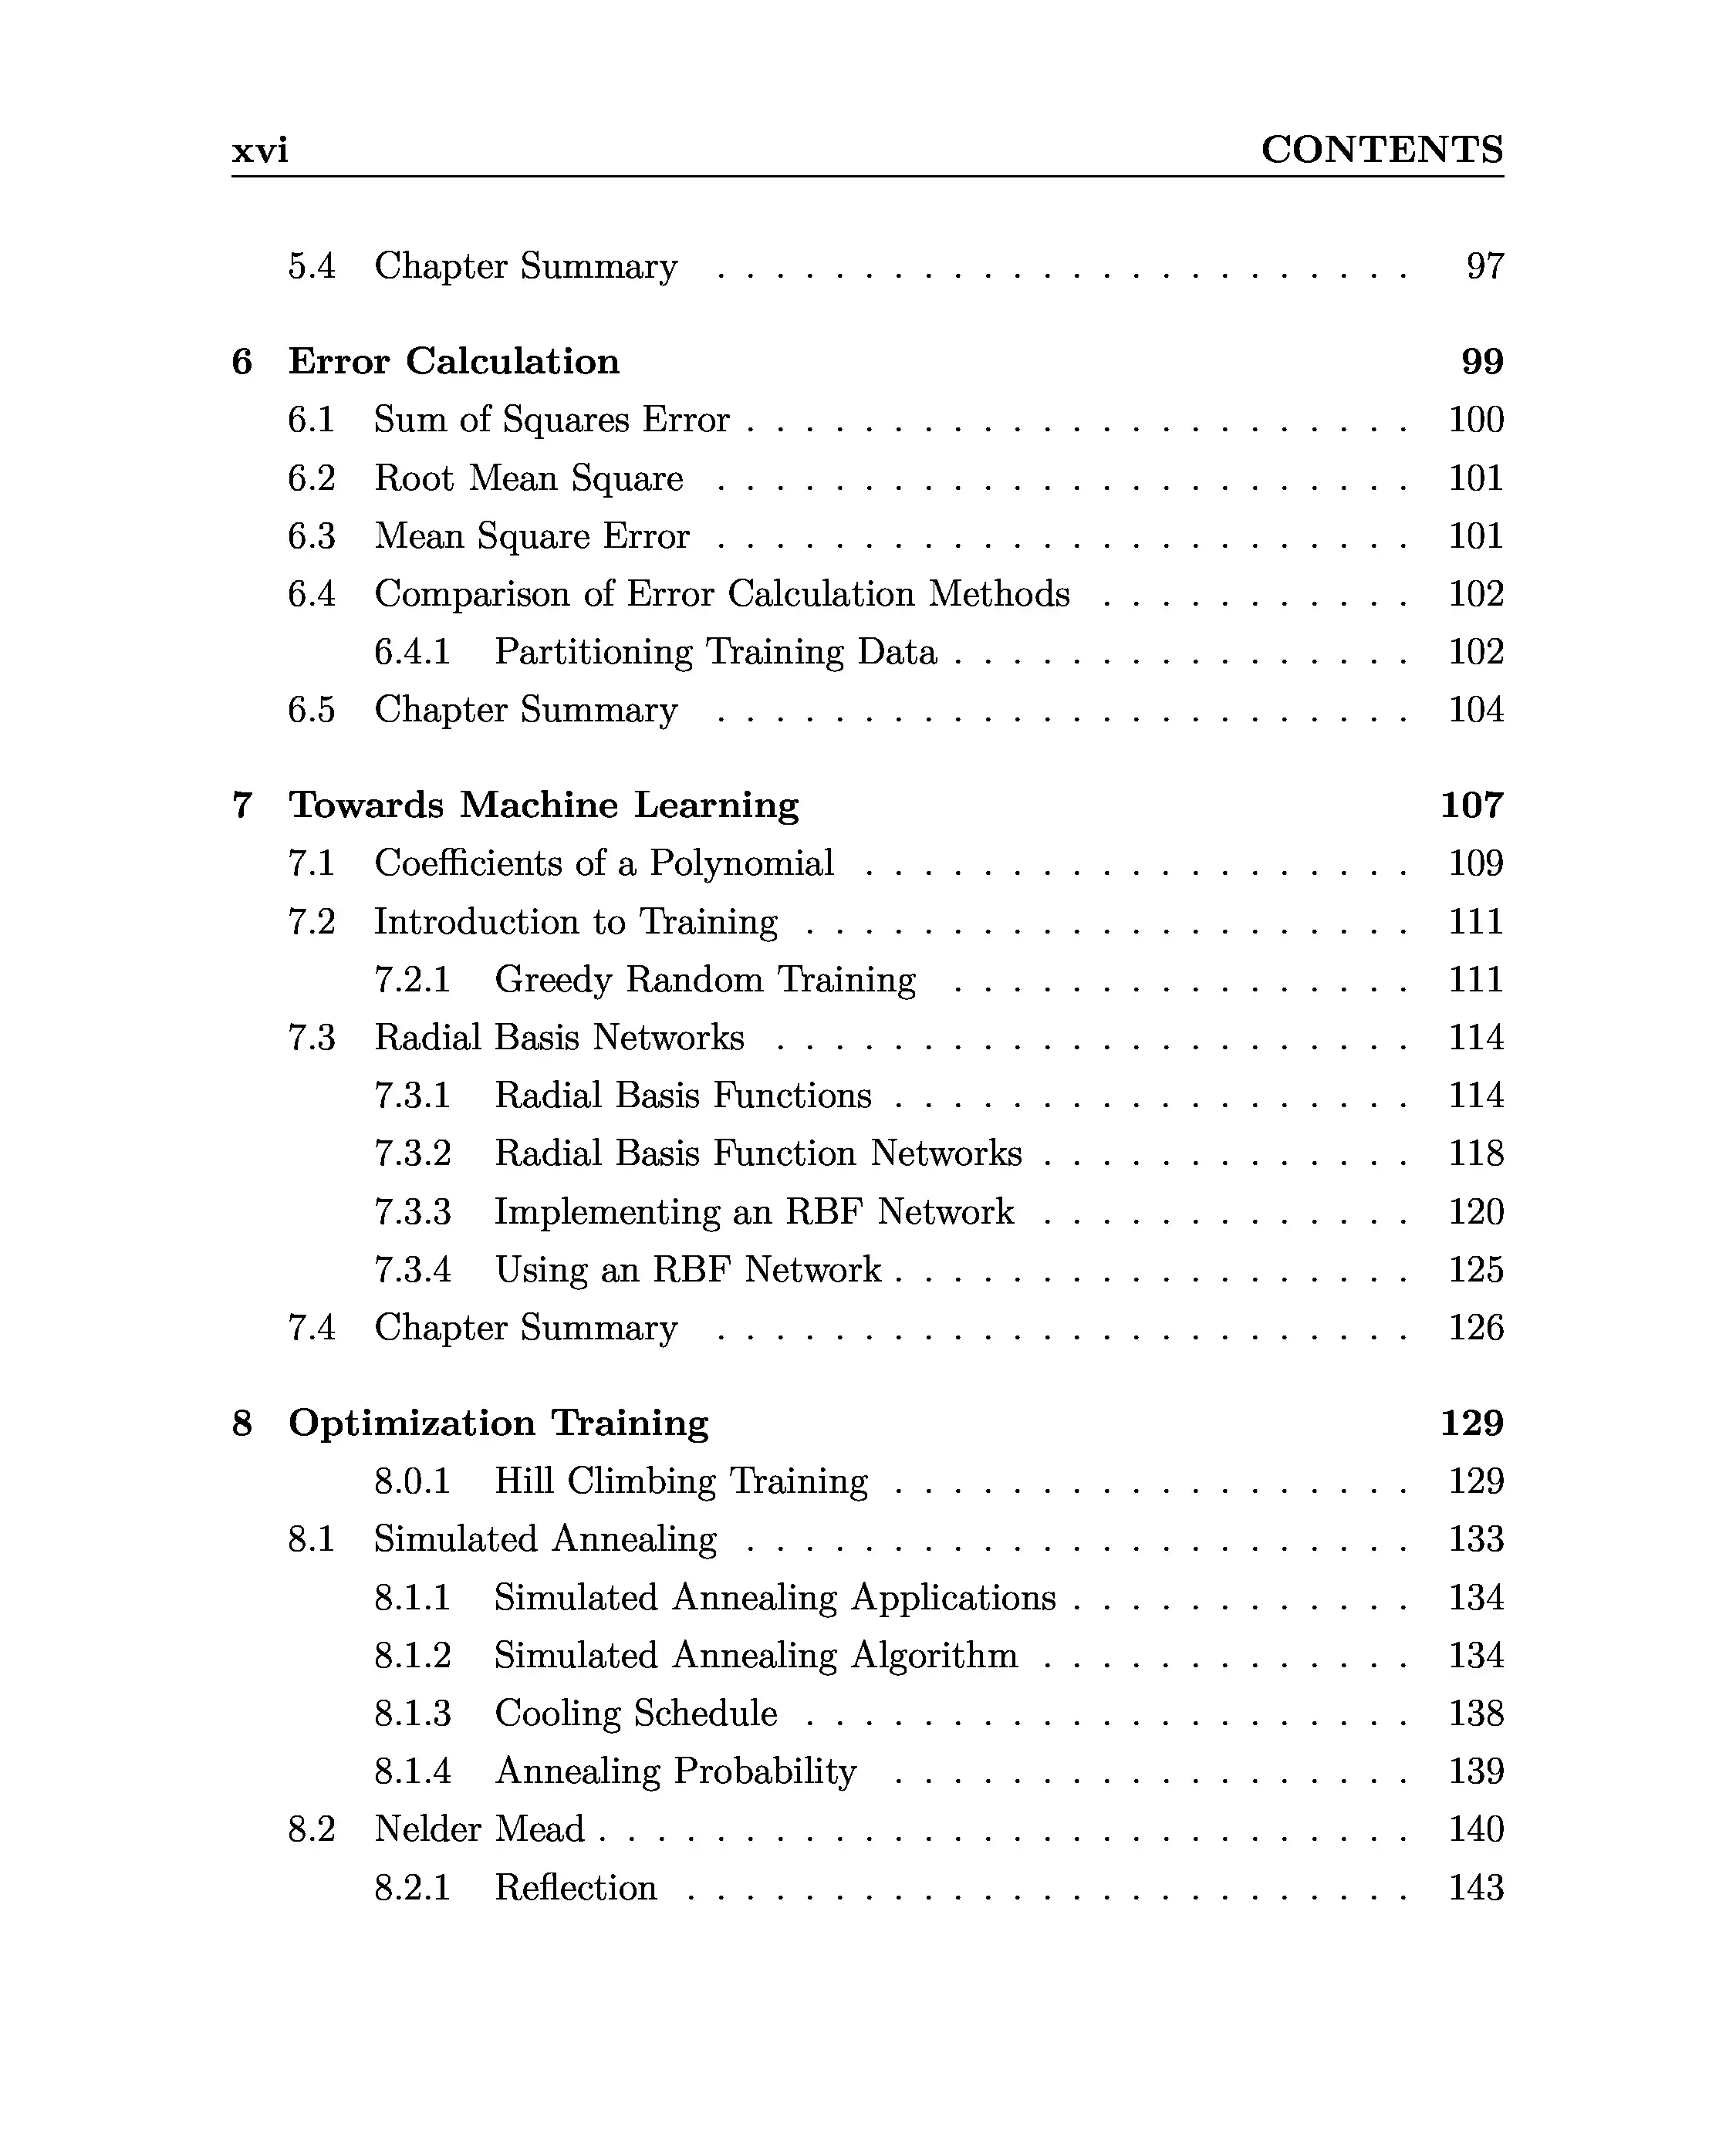 xvi CONTENTS
5.4 Chapter Summary . . . . . . . . . . . . . . . . . . . . . . . . 97
6 Error Calculation 99
6.1 Sum of Squares Error . . . . . . . . . . . . . . . . . . . . . . . 100
6.2 Root Mean Square . . . . . . . . . . . . . . . . . . . . . . . . 101
6.3 Mean Square Error . . . . . . . . . . . . . . . . . . . . . . . . 101
6.4 Comparison of Error Calculation Methods . . . . . . . . . . . 102
6.4.1 Partitioning Training Data . . . . . . . . . . . . . . . . 102
6.5 Chapter Summary . . . . . . . . . . . . . . . . . . . . . . . . 104
7 Towards Machine Learning 107
7.1 Coefficients of a Polynomial . . . . . . . . . . . . . . . . . . . 109
7.2 Introduction to Training . . . . . . . . . . . . . . . . . . . . . 111
7.2.1 Greedy Random Training . . . . . . . . . . . . . . . . 111
7.3 Radial Basis Networks . . . . . . . . . . . . . . . . . . . . . . 114
7.3.1 Radial Basis Functions . . . . . . . . . . . . . . . . . . 114
7.3.2 Radial Basis Function Networks . . . . . . . . . . . . . 118
7.3.3 Implementing an RBF Network . . . . . . . . . . . . . 120
7.3.4 Using an RBF Network . . . . . . . . . . . . . . . . . . 125
7.4 Chapter Summary . . . . . . . . . . . . . . . . . . . . . . . . 126
8 Optimization Training 129
8.0.1 Hill Climbing Training . . . . . . . . . . . . . . . . . . 129
8.1 Simulated Annealing . . . . . . . . . . . . . . . . . . . . . . . 133
8.1.1 Simulated Annealing Applications . . . . . . . . . . . . 134
8.1.2 Simulated Annealing Algorithm . . . . . . . . . . . . . 134
8.1.3 Cooling Schedule . . . . . . . . . . . . . . . . . . . . . 138
8.1.4 Annealing Probability . . . . . . . . . . . . . . . . . . 139
8.2 Nelder Mead . . . . . . . . . . . . . . . . . . . . . . . . . . . . 140
8.2.1 Reflection . . . . . . . . . . . . . . . . . . . . . . . . . 143